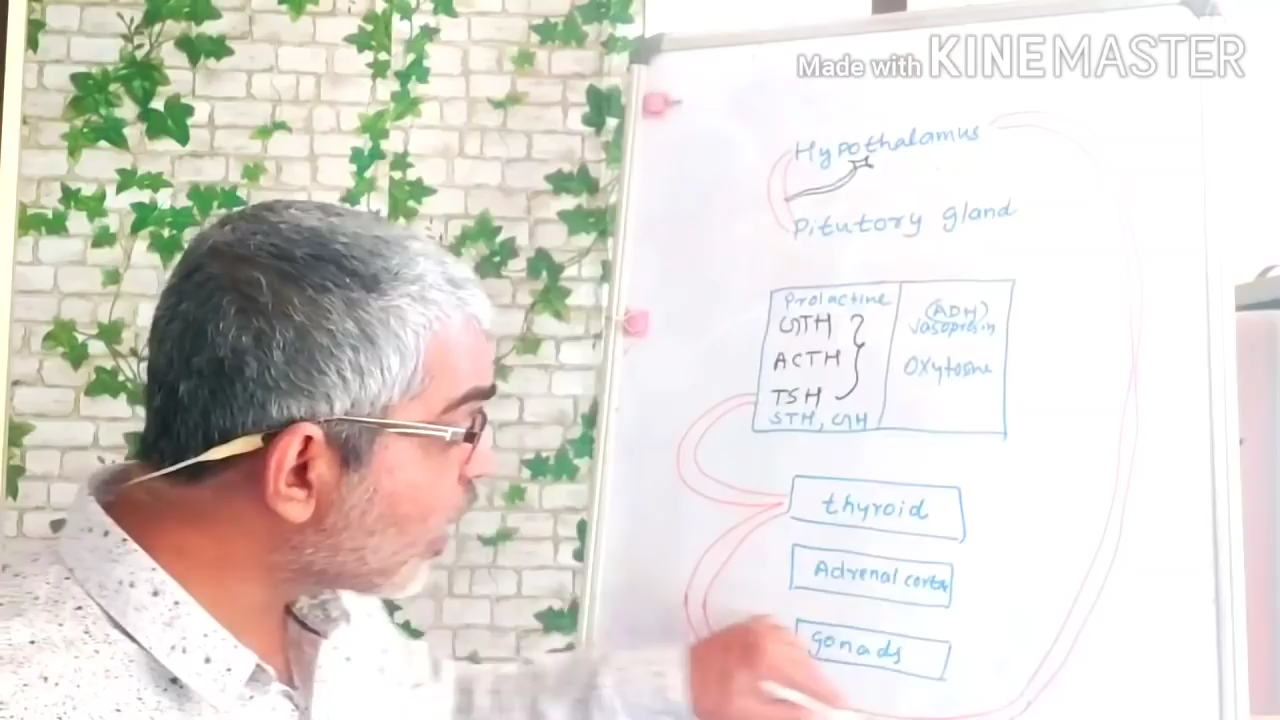 Made with KINEMASTER
Hypothalamus
Pitutory gland
Prolactine
GTH
ACTH
TSH
STH, GH
(ADH)
Vasopresin
Oxytosine
thyroid
Adrenal cortex
gonads